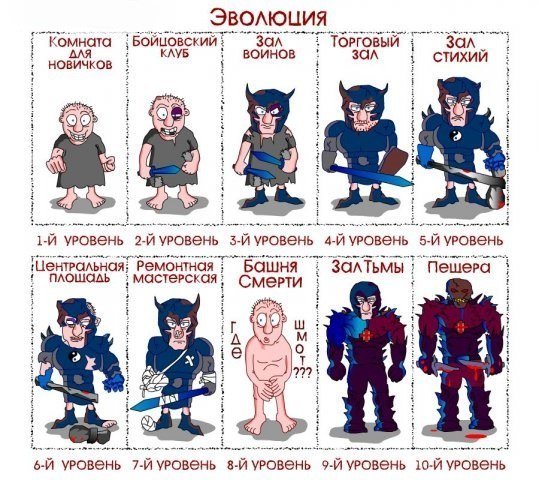 Эволюция
Комната
для
новичков
Бойцовский
клуб
Зал
воинов
Торговый
зал
Зал
стихий
1-й уровень
2-й уровень
3-й уровень
4-й уровень
5-й уровень
Центральная
площадь
Ремонтная
мастерская
Башня
Смерти
где
шмот???
Зал Тьмы
Пещера
6-й уровень
7-й уровень
8-й уровень
9-й уровень
10-й уровень